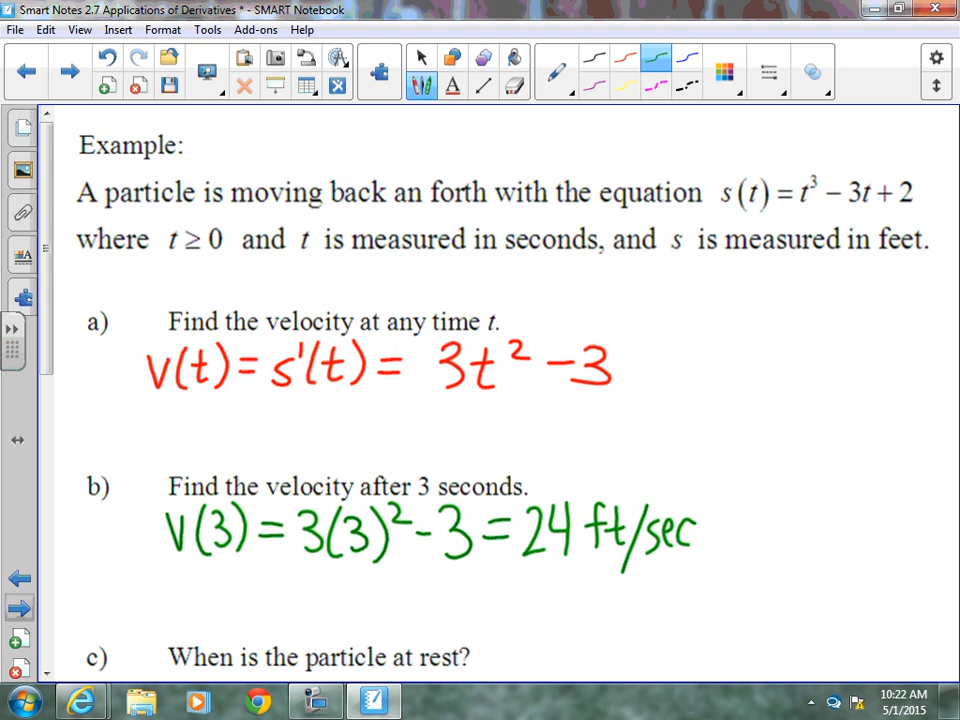 Smart Notes 2.7 Applications of Derivatives * - SMART Notebook
File Edit View Insert Format Tools Add-ons Help
Example:
A particle is moving back an forth with the equation s(t) = t³ − 3t + 2
where t ≥ 0 and t is measured in seconds, and s is measured in feet.
a) Find the velocity at any time t.
v(t) = s'(t) = 3t² − 3
b) Find the velocity after 3 seconds.
v(3) = 3(3)² − 3 = 24 ft/sec
c) When is the particle at rest?
10:22 AM
5/1/2015